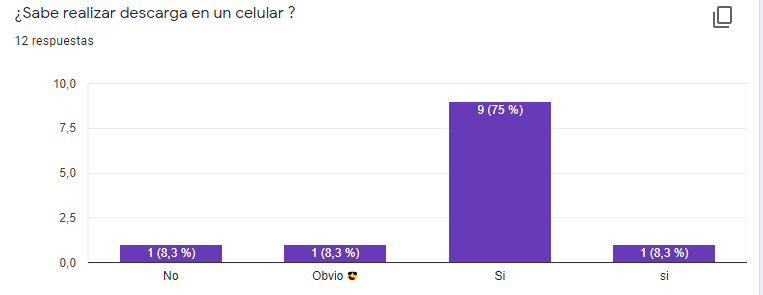 ¿Sabe realizar descarga en un celular ?
12 respuestas
10,0
7,5
5,0
2,5
0,0
1 (8,3 %)
1 (8,3 %)
9 (75 %)
1 (8,3 %)
No
Obvio 😎
Si
si